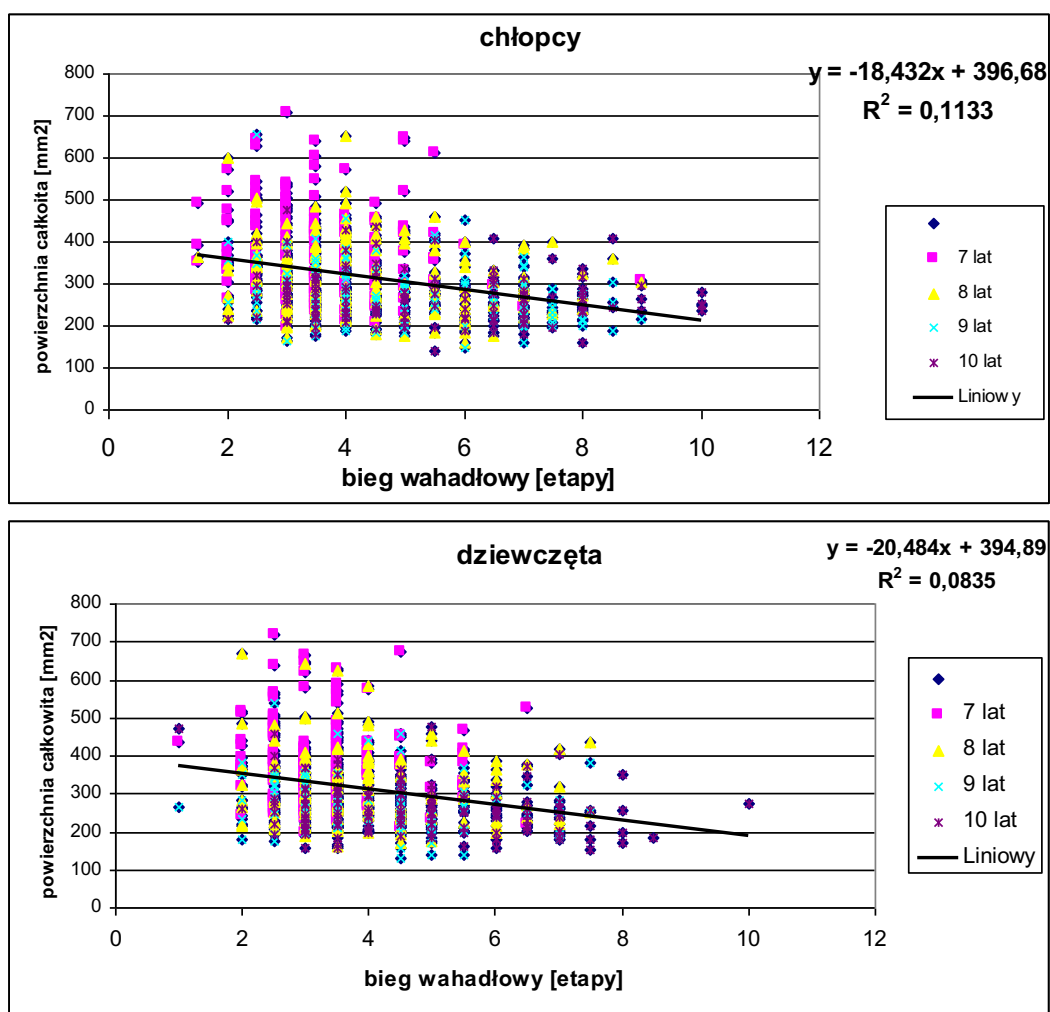 chłopcy
y = -18,432x + 396,68
R² = 0,1133
800
700
600
500
400
300
200
100
0
powierzchnia całkoita [mm2]
0 2 4 6 8 10 12
bieg wahadłowy [etapy]
7 lat
8 lat
9 lat
10 lat
Liniowy
dziewczęta
y = -20,484x + 394,89
R² = 0,0835
800
700
600
500
400
300
200
100
0
powierzchnia całkowita [mm2]
0 2 4 6 8 10 12
bieg wahadłowy [etapy]
7 lat
8 lat
9 lat
10 lat
Liniowy